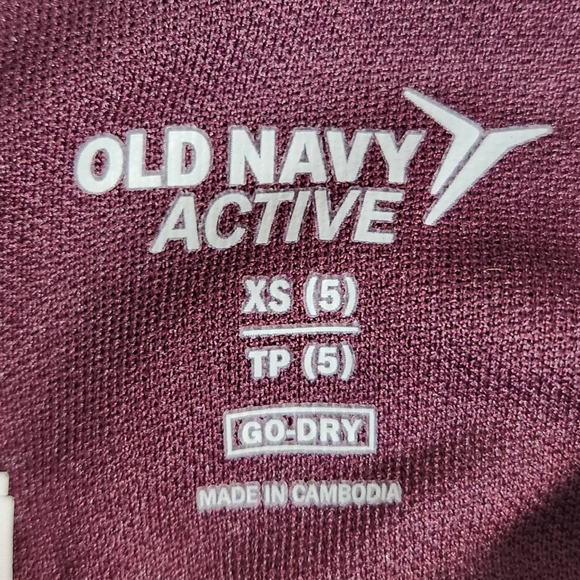 OLD NAVY
ACTIVE
XS (5)
TP (5)
GO-DRY
MADE IN CAMBODIA